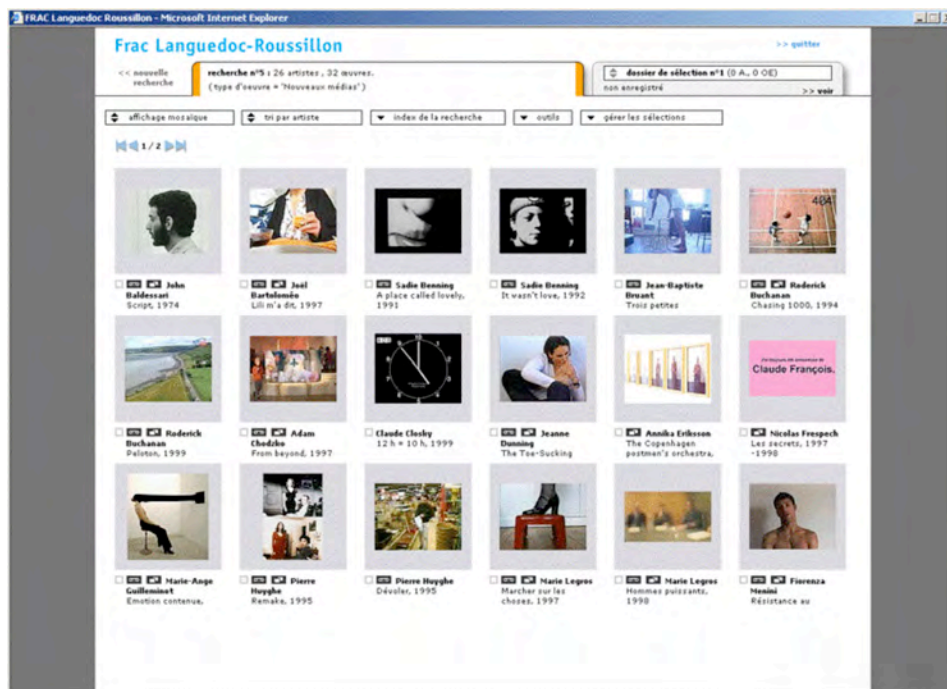 FRAC Languedoc Roussillon - Microsoft Internet Explorer
Frac Languedoc-Roussillon
>> quitter
<< nouvelle
recherche
recherche n°5 : 26 artistes, 32 œuvres.
(type d'oeuvre = 'Nouveaux médias')
dossier de sélection n°1 (0 A., 0 OE)
non enregistré
>> voir
affichage mosaïque
tri par artiste
index de la recherche
outils
gérer les sélections
1 / 2
404
John
Baldessari
Script, 1974
Joël
Bartoloméo
Lili m'a dit, 1997
Sadie Benning
A place called lovely,
1991
Sadie Benning
It wasn't love, 1992
Jean-Baptiste
Bruant
Trois petites
Roderick
Buchanan
Chasing 1000, 1994
Claude François.
Roderick
Buchanan
Peloton, 1999
Adam
Chodzko
From beyond, 1997
Claude Closky
12 h = 10 h, 1999
Jeanne
Dunning
The Toe-Sucking
Annika Eriksson
The Copenhagen
postmen's orchestra,
Nicolas Frespech
Les secrets, 1997
-1998
Marie-Ange
Guilleminot
Emotion contenue,
Pierre
Huyghe
Remake, 1995
Pierre Huyghe
Dévoler, 1995
Marie Legros
Marcher sur les
choses, 1997
Marie Legros
Hommes puissants,
1998
Fiorenza
Menini
Résistance au